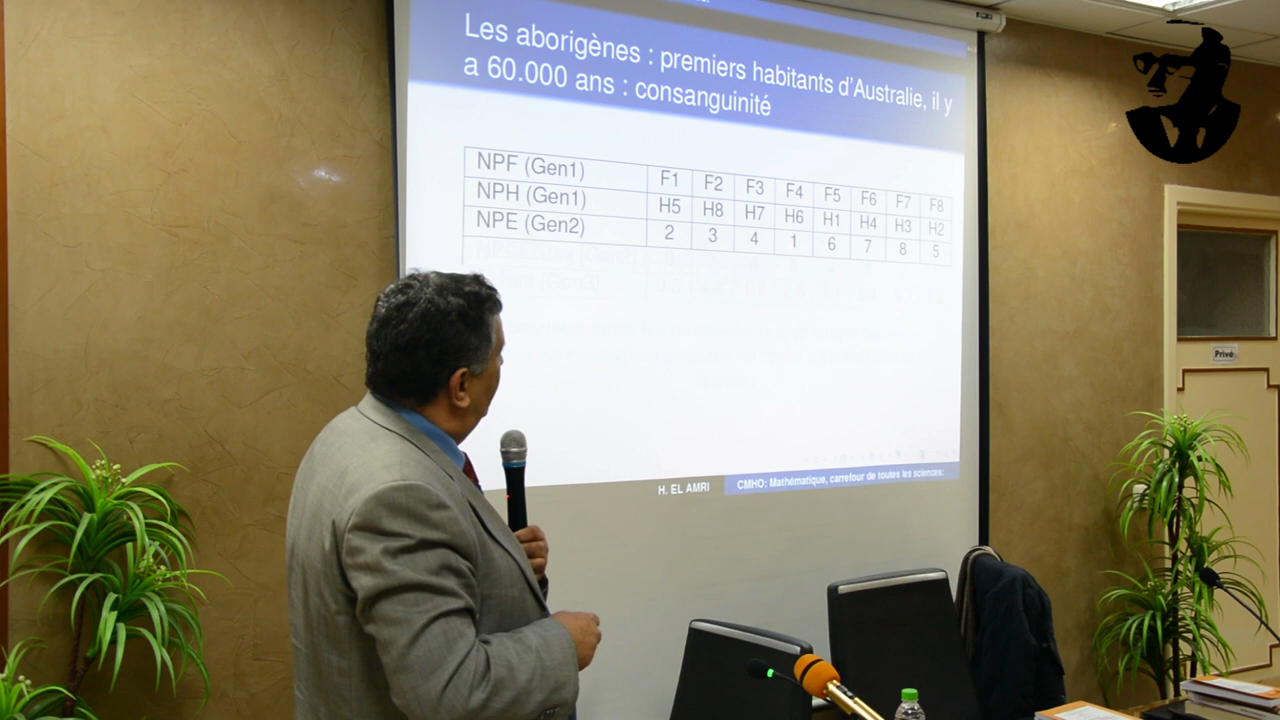 Les aborigènes : premiers habitants d'Australie, il y
a 60.000 ans : consanguinité
NPF (Gen1) F1 F2 F3 F4 F5 F6 F7 F8
NPH (Gen1) H5 H8 H7 H6 H1 H4 H3 H2
NPE (Gen2) 2 3 4 1 6 7 8 5
H. EL AMRI CMHO: Mathématique, carrefour de toutes les sciences:
Privé